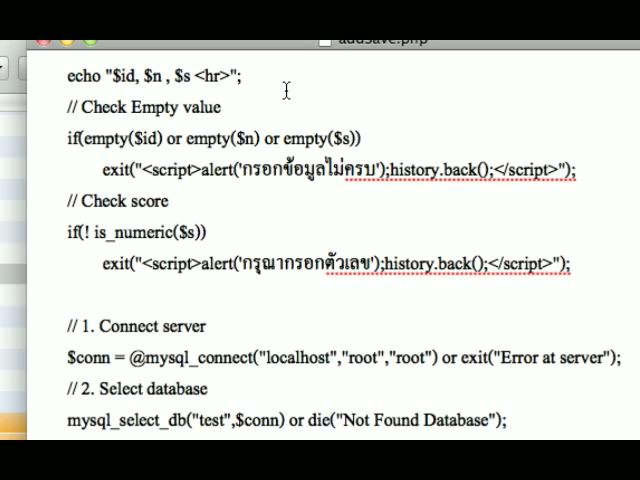 addsave.php
echo "$id, $n , $s <hr>";
// Check Empty value
if(empty($id) or empty($n) or empty($s))
exit("<script>alert('กรอกข้อมูลไม่ครบ');history.back();</script>");
// Check score
if(! is_numeric($s))
exit("<script>alert('กรุณากรอกตัวเลข');history.back();</script>");
// 1. Connect server
$conn = @mysql_connect("localhost","root","root") or exit("Error at server");
// 2. Select database
mysql_select_db("test",$conn) or die("Not Found Database");